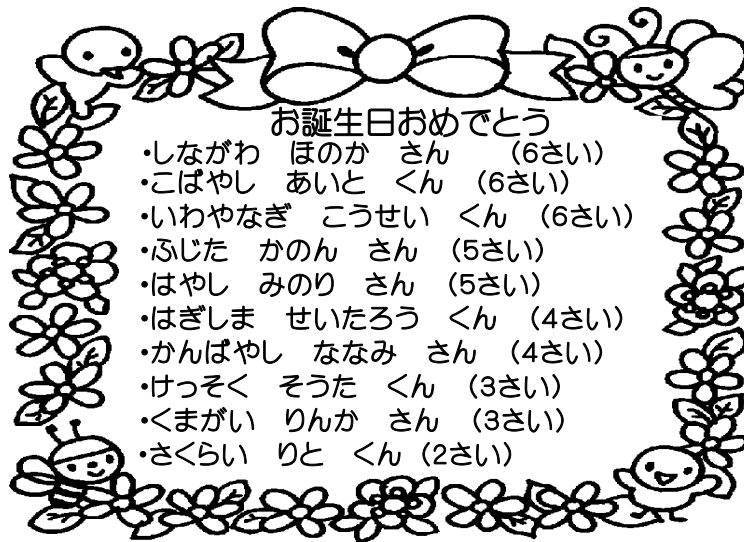 お誕生日おめでとう
・しながわ　ほのか　さん　　（6さい）
・こばやし　あいと　くん　（6さい）
・いわやなぎ　こうせい　くん　（6さい）
・ふじた　かのん　さん　（5さい）
・はやし　みのり　さん　（5さい）
・はぎしま　せいたろう　くん　（4さい）
・かんばやし　ななみ　さん　（4さい）
・けっそく　そうた　くん　（3さい）
・くまがい　りんか　さん　（3さい）
・さくらい　りと　くん　（2さい）